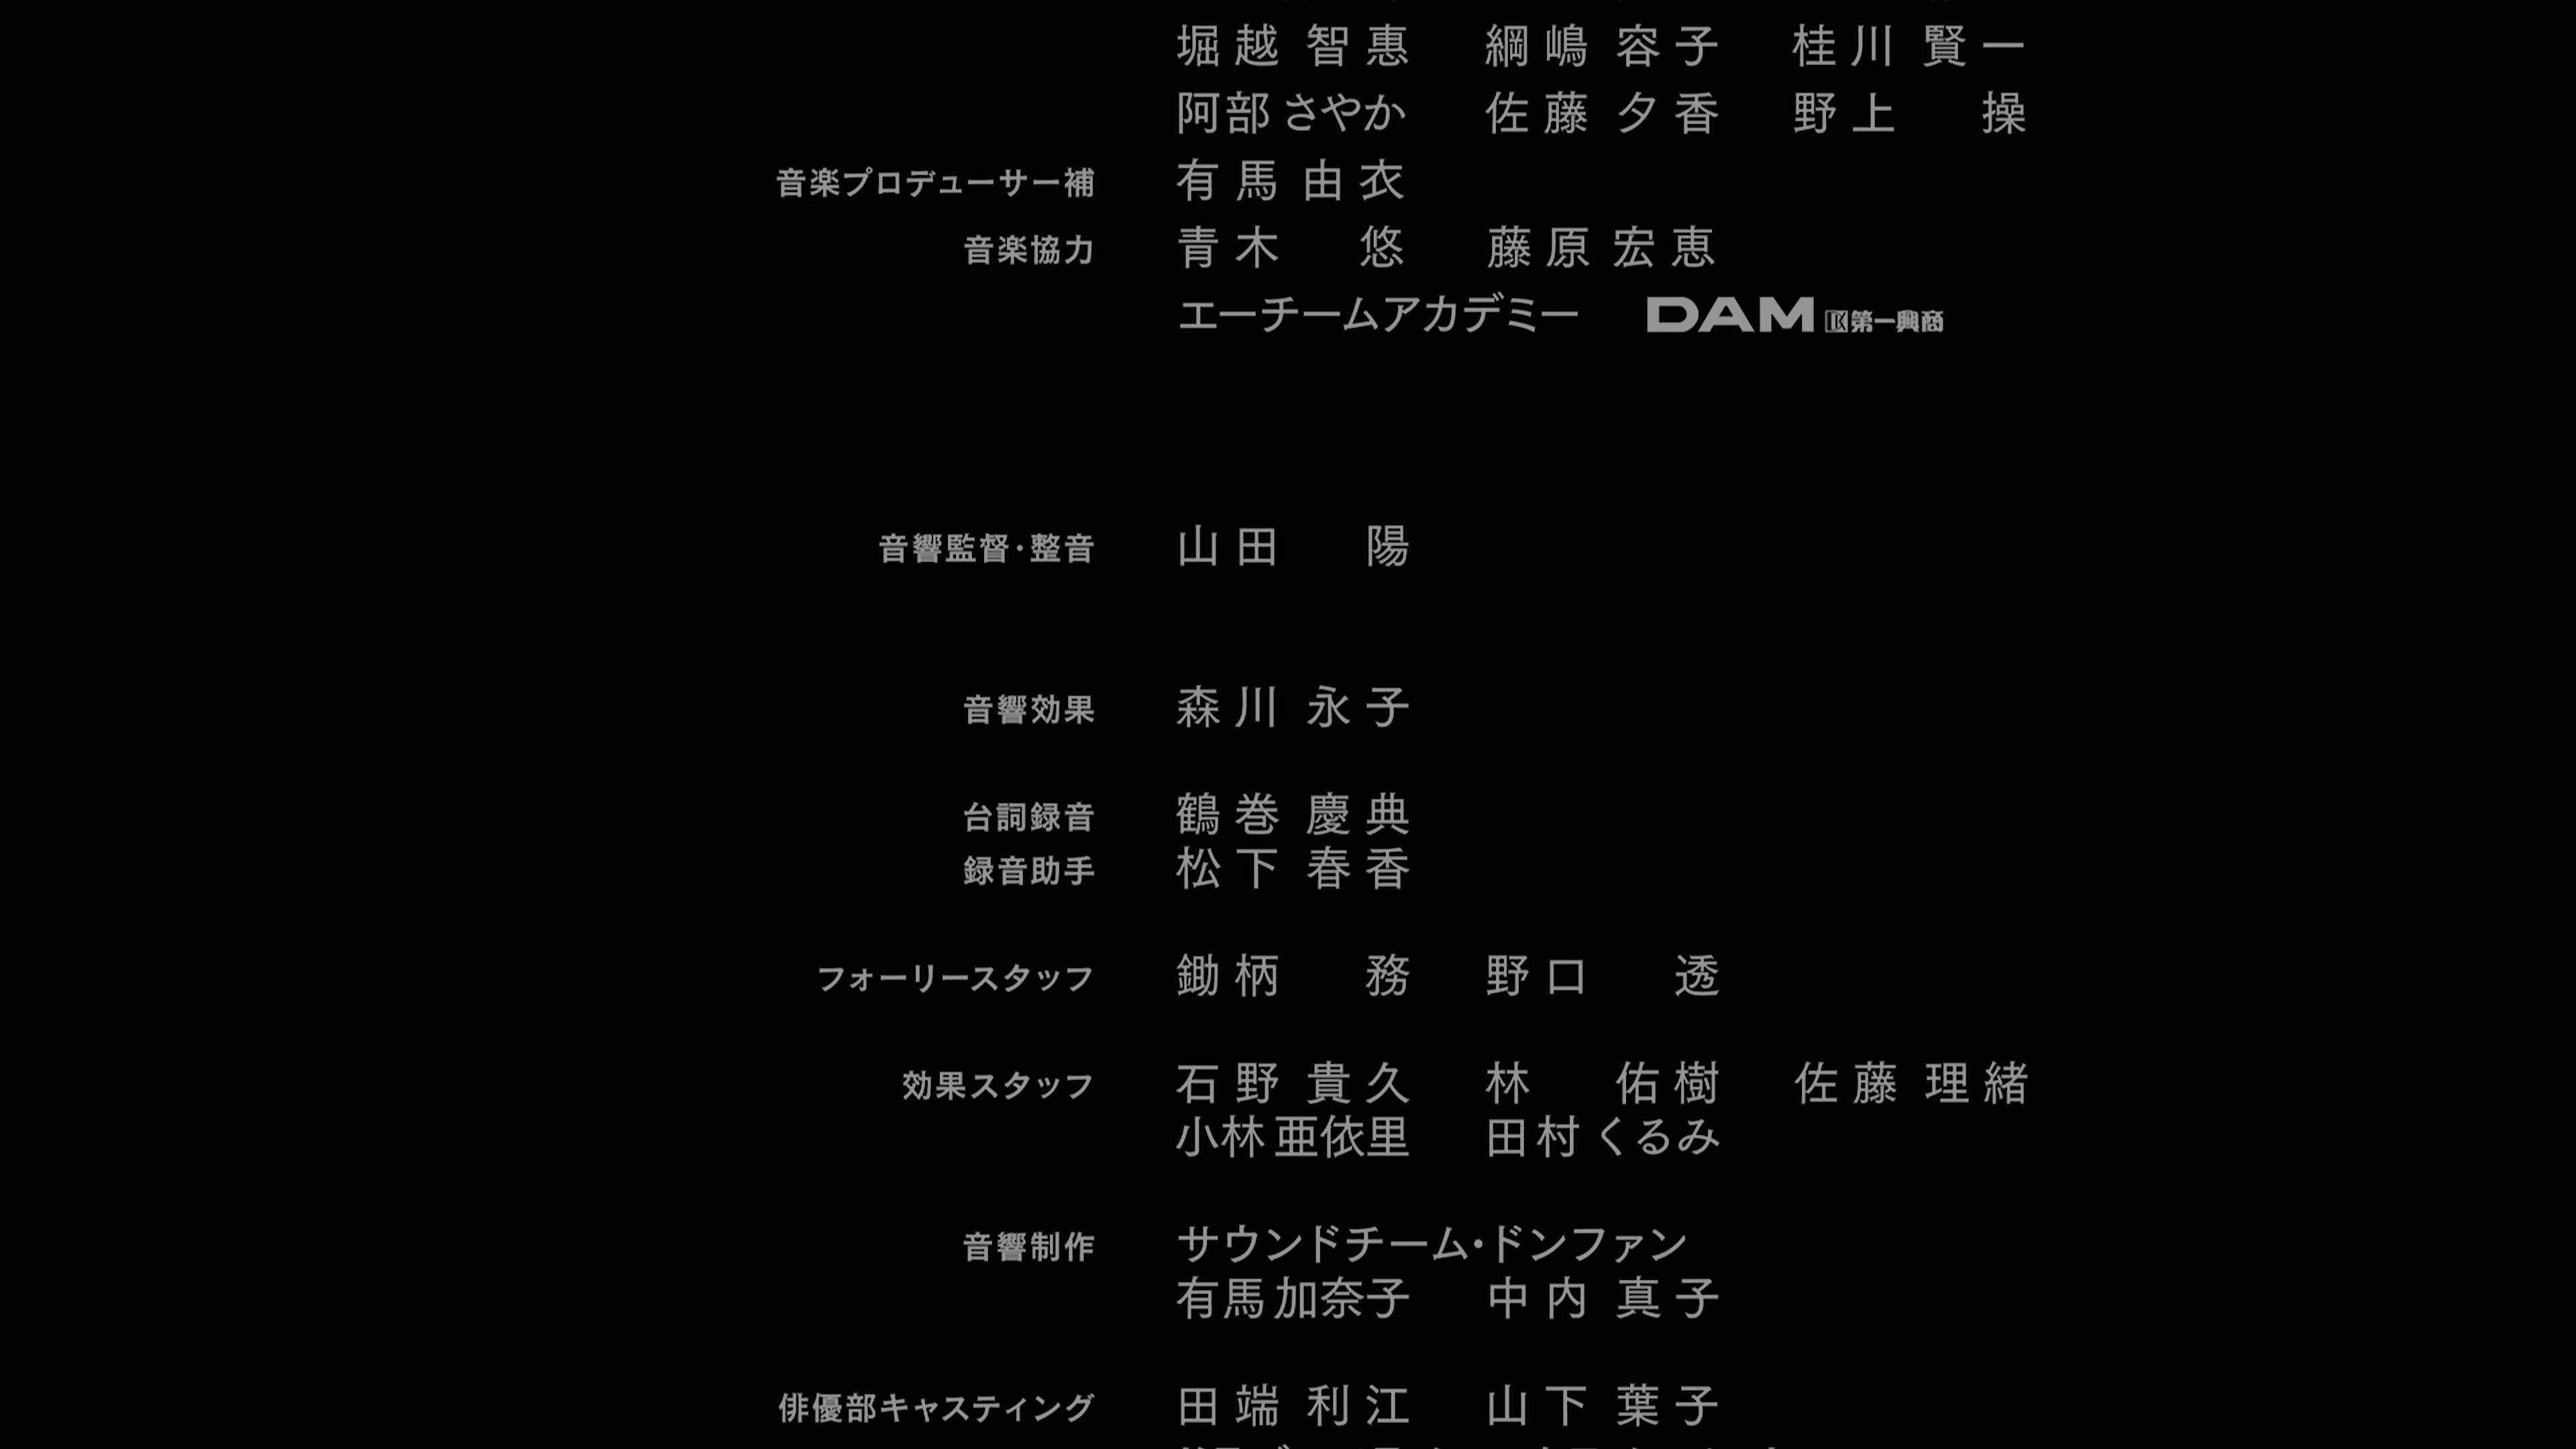 堀越 智惠 綱嶋 容子 桂川 賢一
阿部 さやか 佐藤 夕香 野上 操
音楽プロデューサー補 有馬 由衣
音楽協力 青木 悠 藤原 宏恵
エーチームアカデミー DAM DK第一興商
音響監督・整音 山田 陽
音響効果 森川 永子
台詞録音 鶴巻 慶典
録音助手 松下 春香
フォーリースタッフ 鋤柄 務 野口 透
効果スタッフ 石野 貴久 林 佑樹 佐藤 理緒
小林 亜依里 田村 くるみ
音響制作 サウンドチーム・ドンファン
有馬 加奈子 中内 真子
俳優部キャスティング 田端 利江 山下 葉子